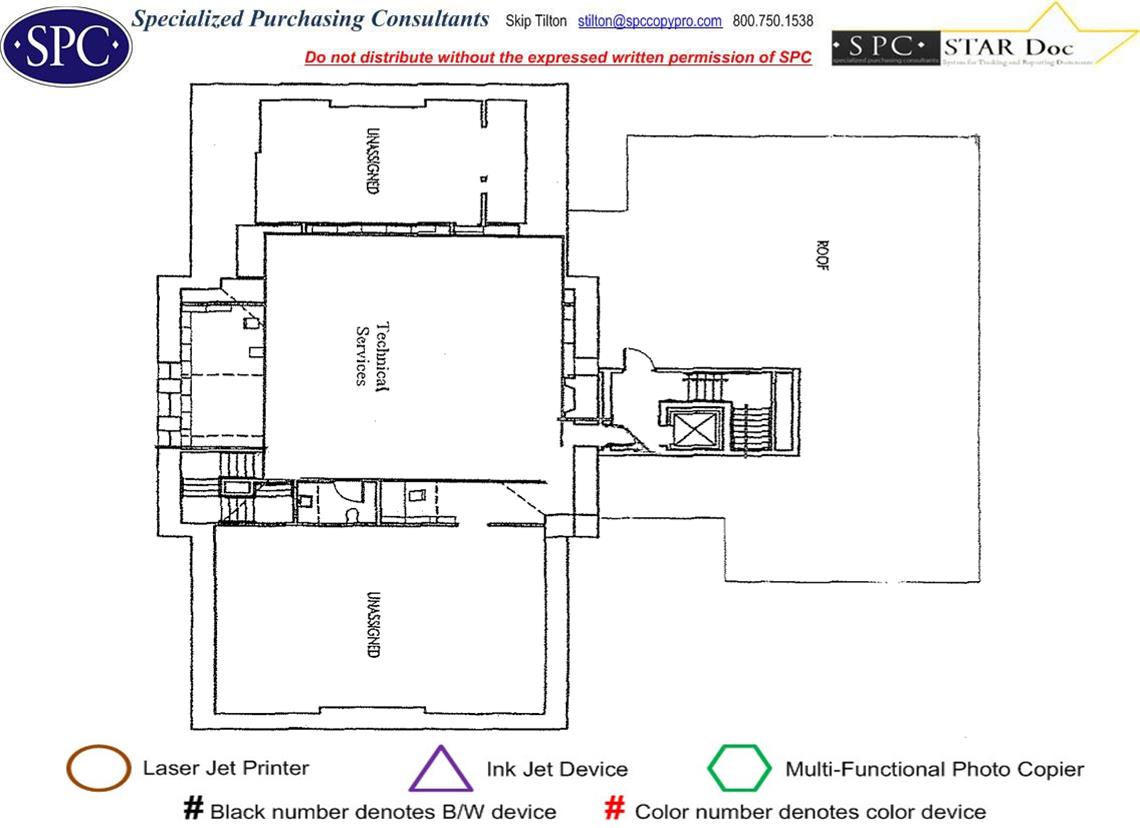 SPC
Specialized Purchasing Consultants Skip Tilton stilton@spccopypro.com 800.750.1538
Do not distribute without the expressed written permission of SPC
·SPC· STAR Doc
specialized purchasing consultants System for Tracking and Reporting Documents
UNASSIGNED
ROOF
Technical
Services
UNASSIGNED
Laser Jet Printer Ink Jet Device Multi-Functional Photo Copier
# Black number denotes B/W device # Color number denotes color device